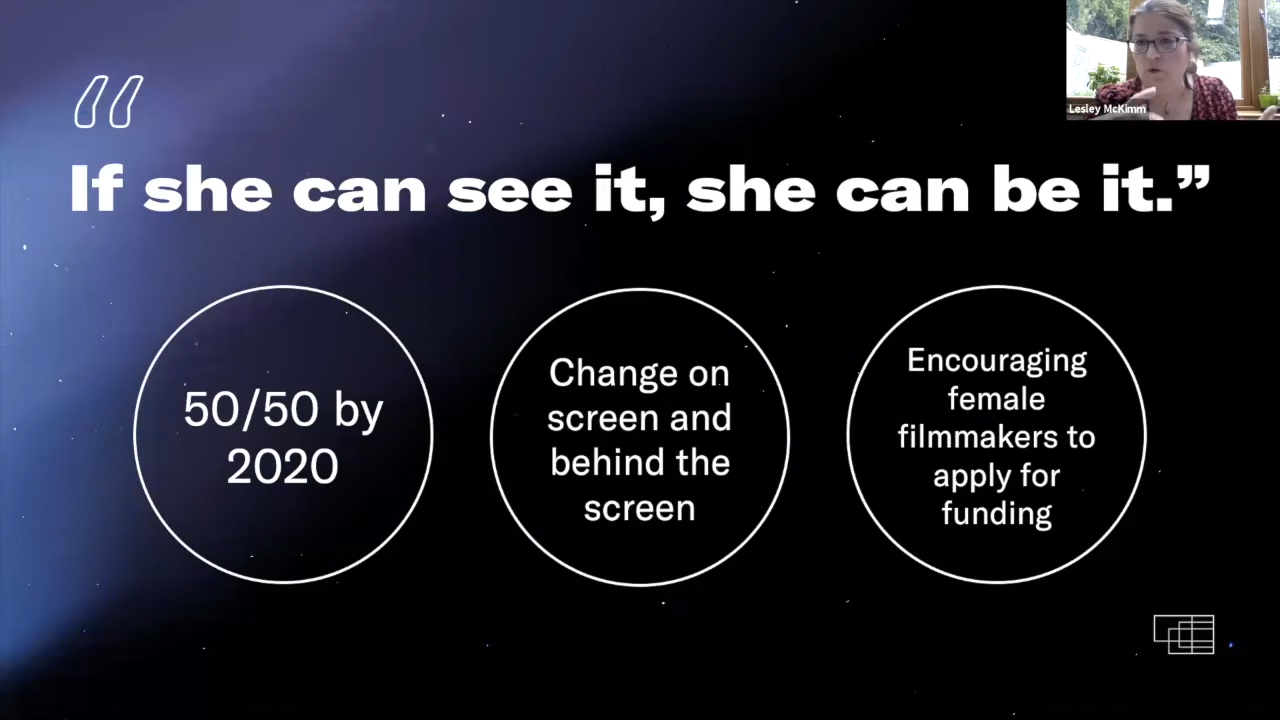 Lesley McKimm
“
If she can see it, she can be it.”
50/50 by
2020
Change on
screen and
behind the
screen
Encouraging
female
filmmakers to
apply for
funding